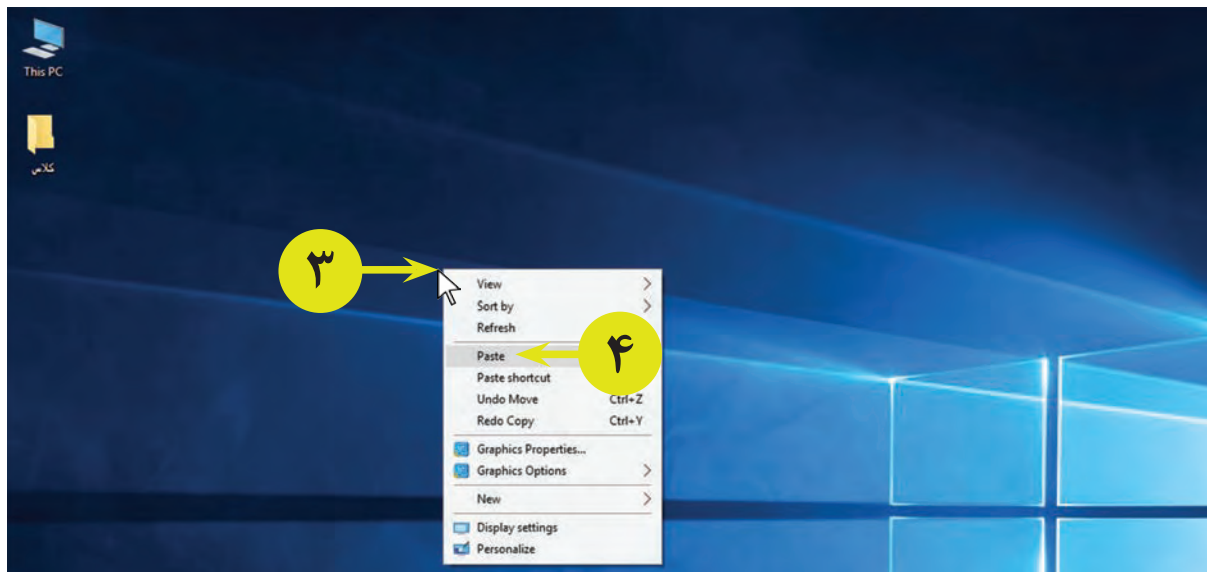 This PC
کلاس
۳
View
Sort by
Refresh
۴
Paste
Paste shortcut
Undo Move Ctrl+Z
Redo Copy Ctrl+Y
Graphics Properties...
Graphics Options
New
Display settings
Personalize